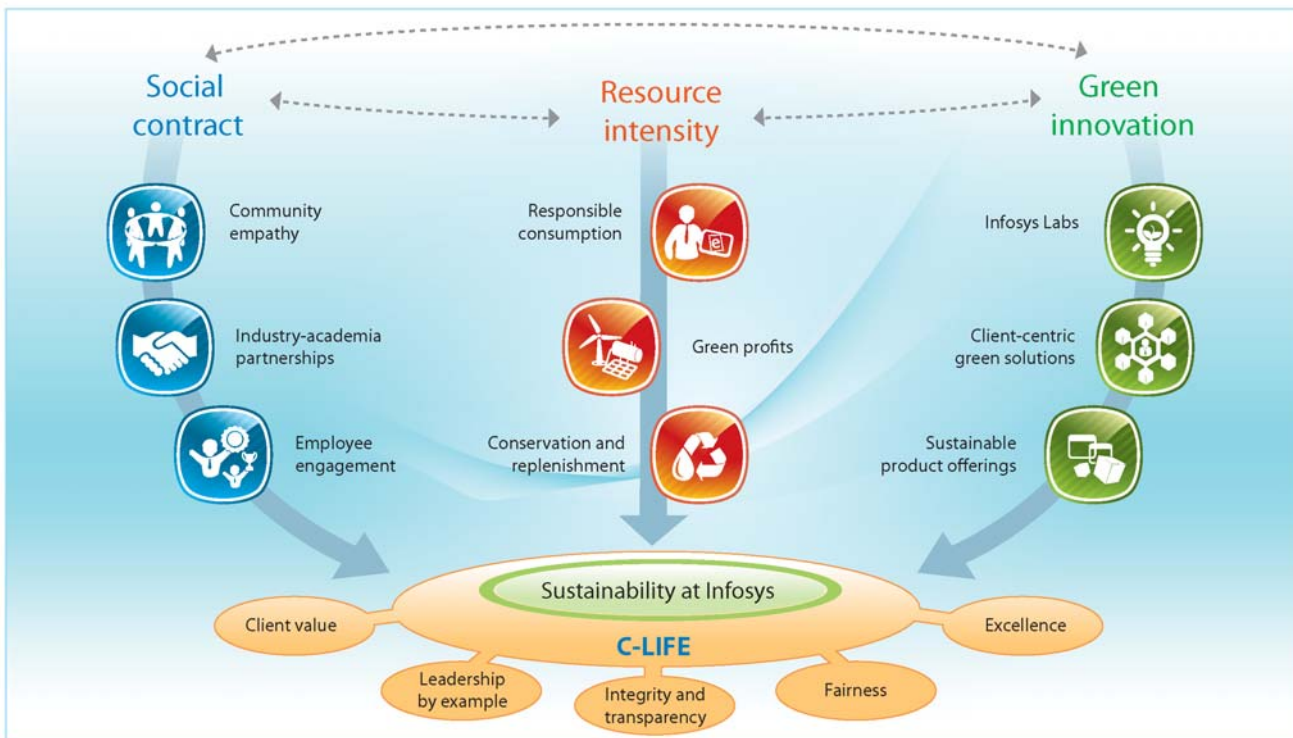 Social
contract
Resource
intensity
Green
innovation
Community
empathy
Industry-academia
partnerships
Employee
engagement
Responsible
consumption
e
Green profits
Conservation and
replenishment
Infosys Labs
Client-centric
green solutions
Sustainable
product offerings
Sustainability at Infosys
C-LIFE
Client value
Leadership
by example
Integrity and
transparency
Fairness
Excellence